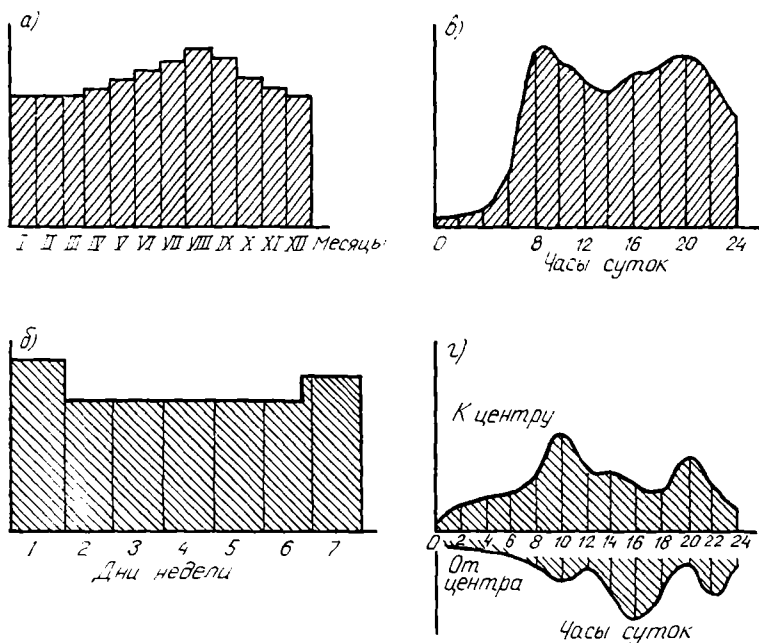 а)
I II III IV V VI VII VIII IX X XI XII Месяцы
в)
0 8 12 16 20 24
Часы суток
б)
1 2 3 4 5 6 7
Дни недели
г)
К центру
0 2 4 6 8 10 12 14 16 18 20 22 24
От
центра
Часы суток